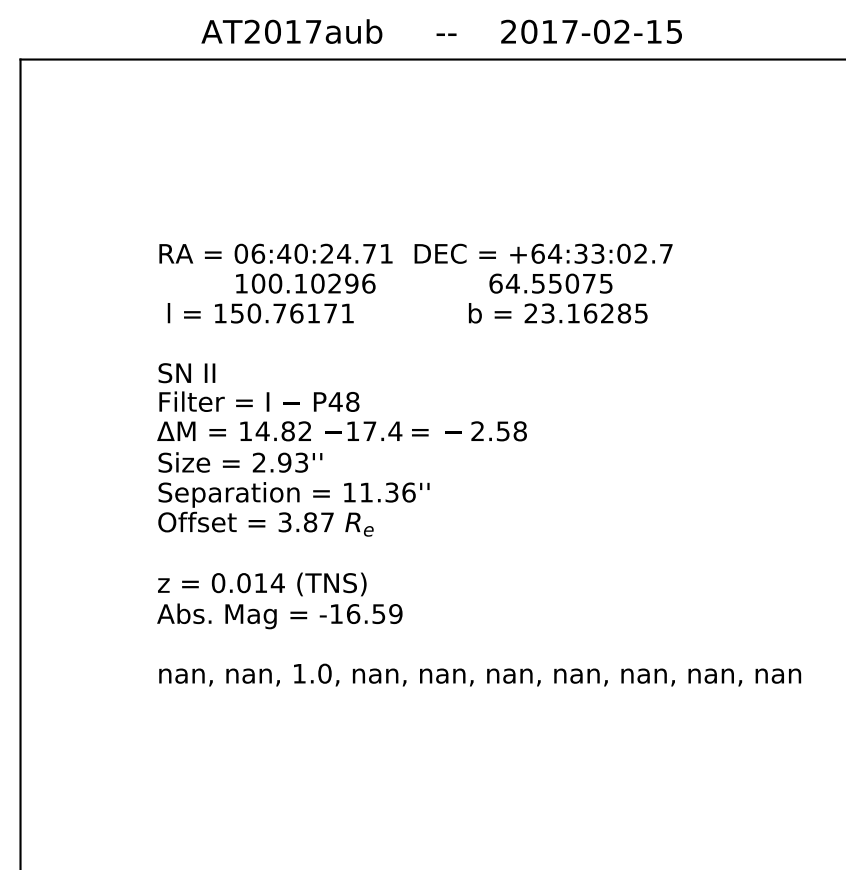 AT2017aub -- 2017-02-15
RA = 06:40:24.71 DEC = +64:33:02.7
100.10296 64.55075
l = 150.76171 b = 23.16285
SN II
Filter = I − P48
ΔM = 14.82 −17.4 = − 2.58
Size = 2.93''
Separation = 11.36''
Offset = 3.87 Rₑ
z = 0.014 (TNS)
Abs. Mag = -16.59
nan, nan, 1.0, nan, nan, nan, nan, nan, nan, nan